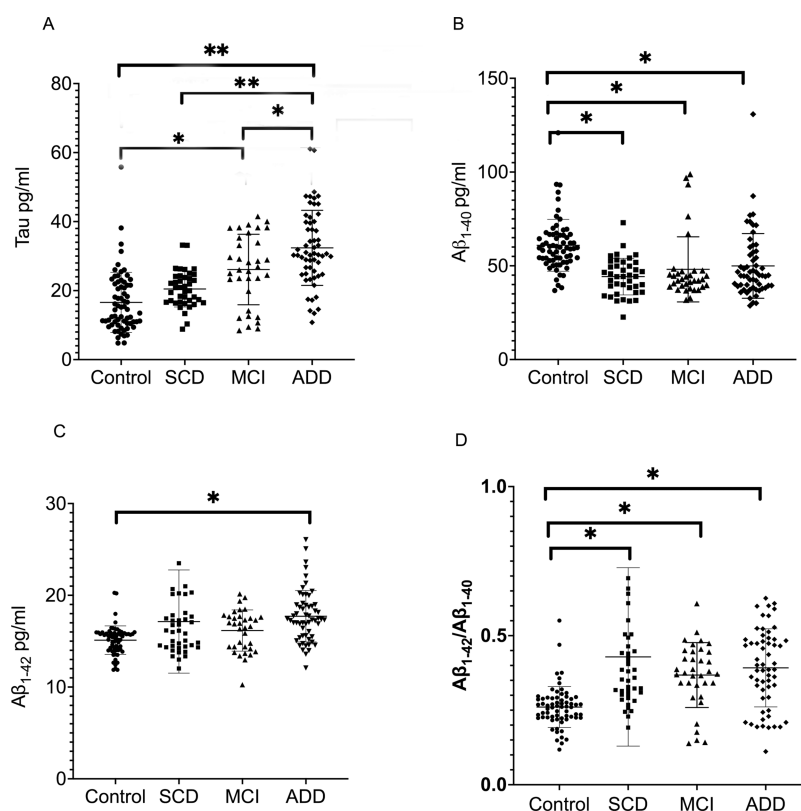 A
**
**
*
*
80
60
40
20
0
Tau pg/ml
Control SCD MCI ADD
B
*
*
*
150
100
50
0
Aβ1-40 pg/ml
Control SCD MCI ADD
C
*
30
20
10
0
Aβ1-42 pg/ml
Control SCD MCI ADD
D
*
*
*
1.0
0.5
0.0
Aβ1-42/Aβ1-40
Control SCD MCI ADD